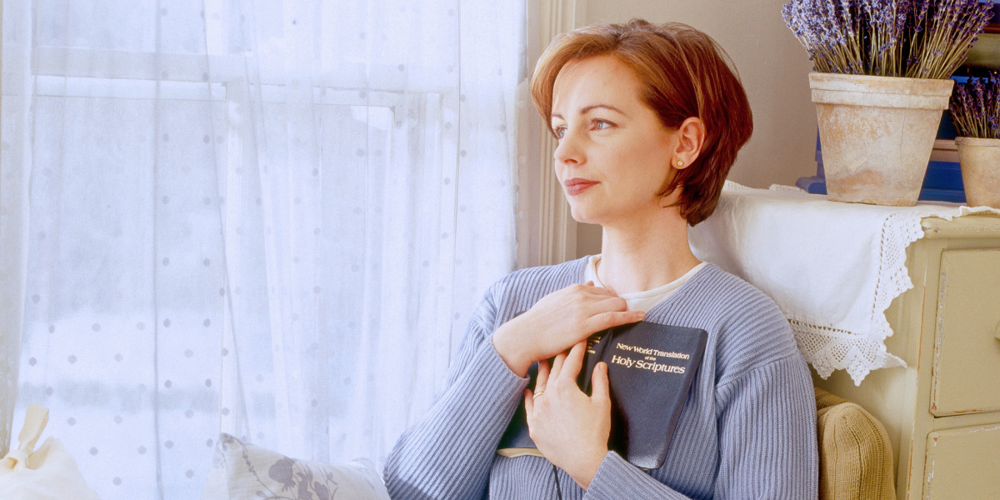 New World Translation
of the
Holy Scriptures